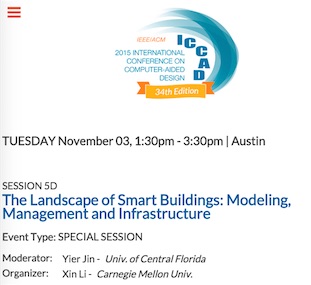 IEEE/ACM
2015 INTERNATIONAL
CONFERENCE ON
COMPUTER-AIDED
DESIGN
ICCAD
34th Edition
TUESDAY November 03, 1:30pm - 3:30pm | Austin
SESSION 5D
The Landscape of Smart Buildings: Modeling,
Management and Infrastructure
Event Type: SPECIAL SESSION
Moderator: Yier Jin - Univ. of Central Florida
Organizer: Xin Li - Carnegie Mellon Univ.